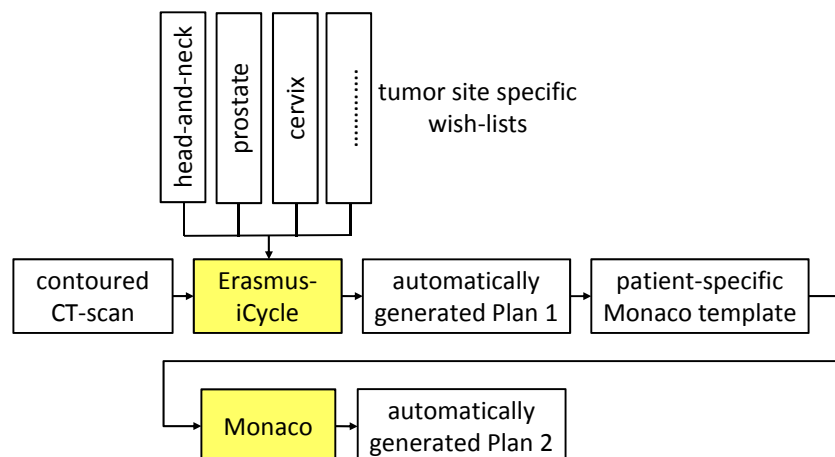 head-and-neck
prostate
cervix
...............
tumor site specific
wish-lists
contoured
CT-scan
Erasmus-
iCycle
automatically
generated Plan 1
patient-specific
Monaco template
Monaco
automatically
generated Plan 2